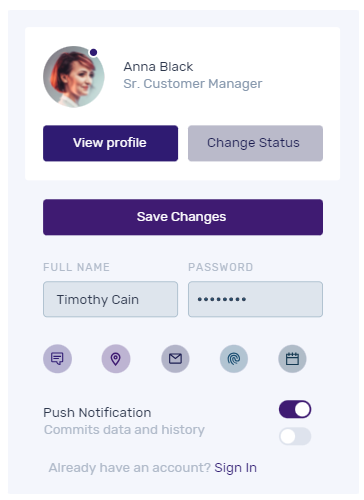 Anna Black
Sr. Customer Manager
View profile
Change Status
Save Changes
FULL NAME
PASSWORD
Timothy Cain
••••••••
Push Notification
Commits data and history
Already have an account? Sign In